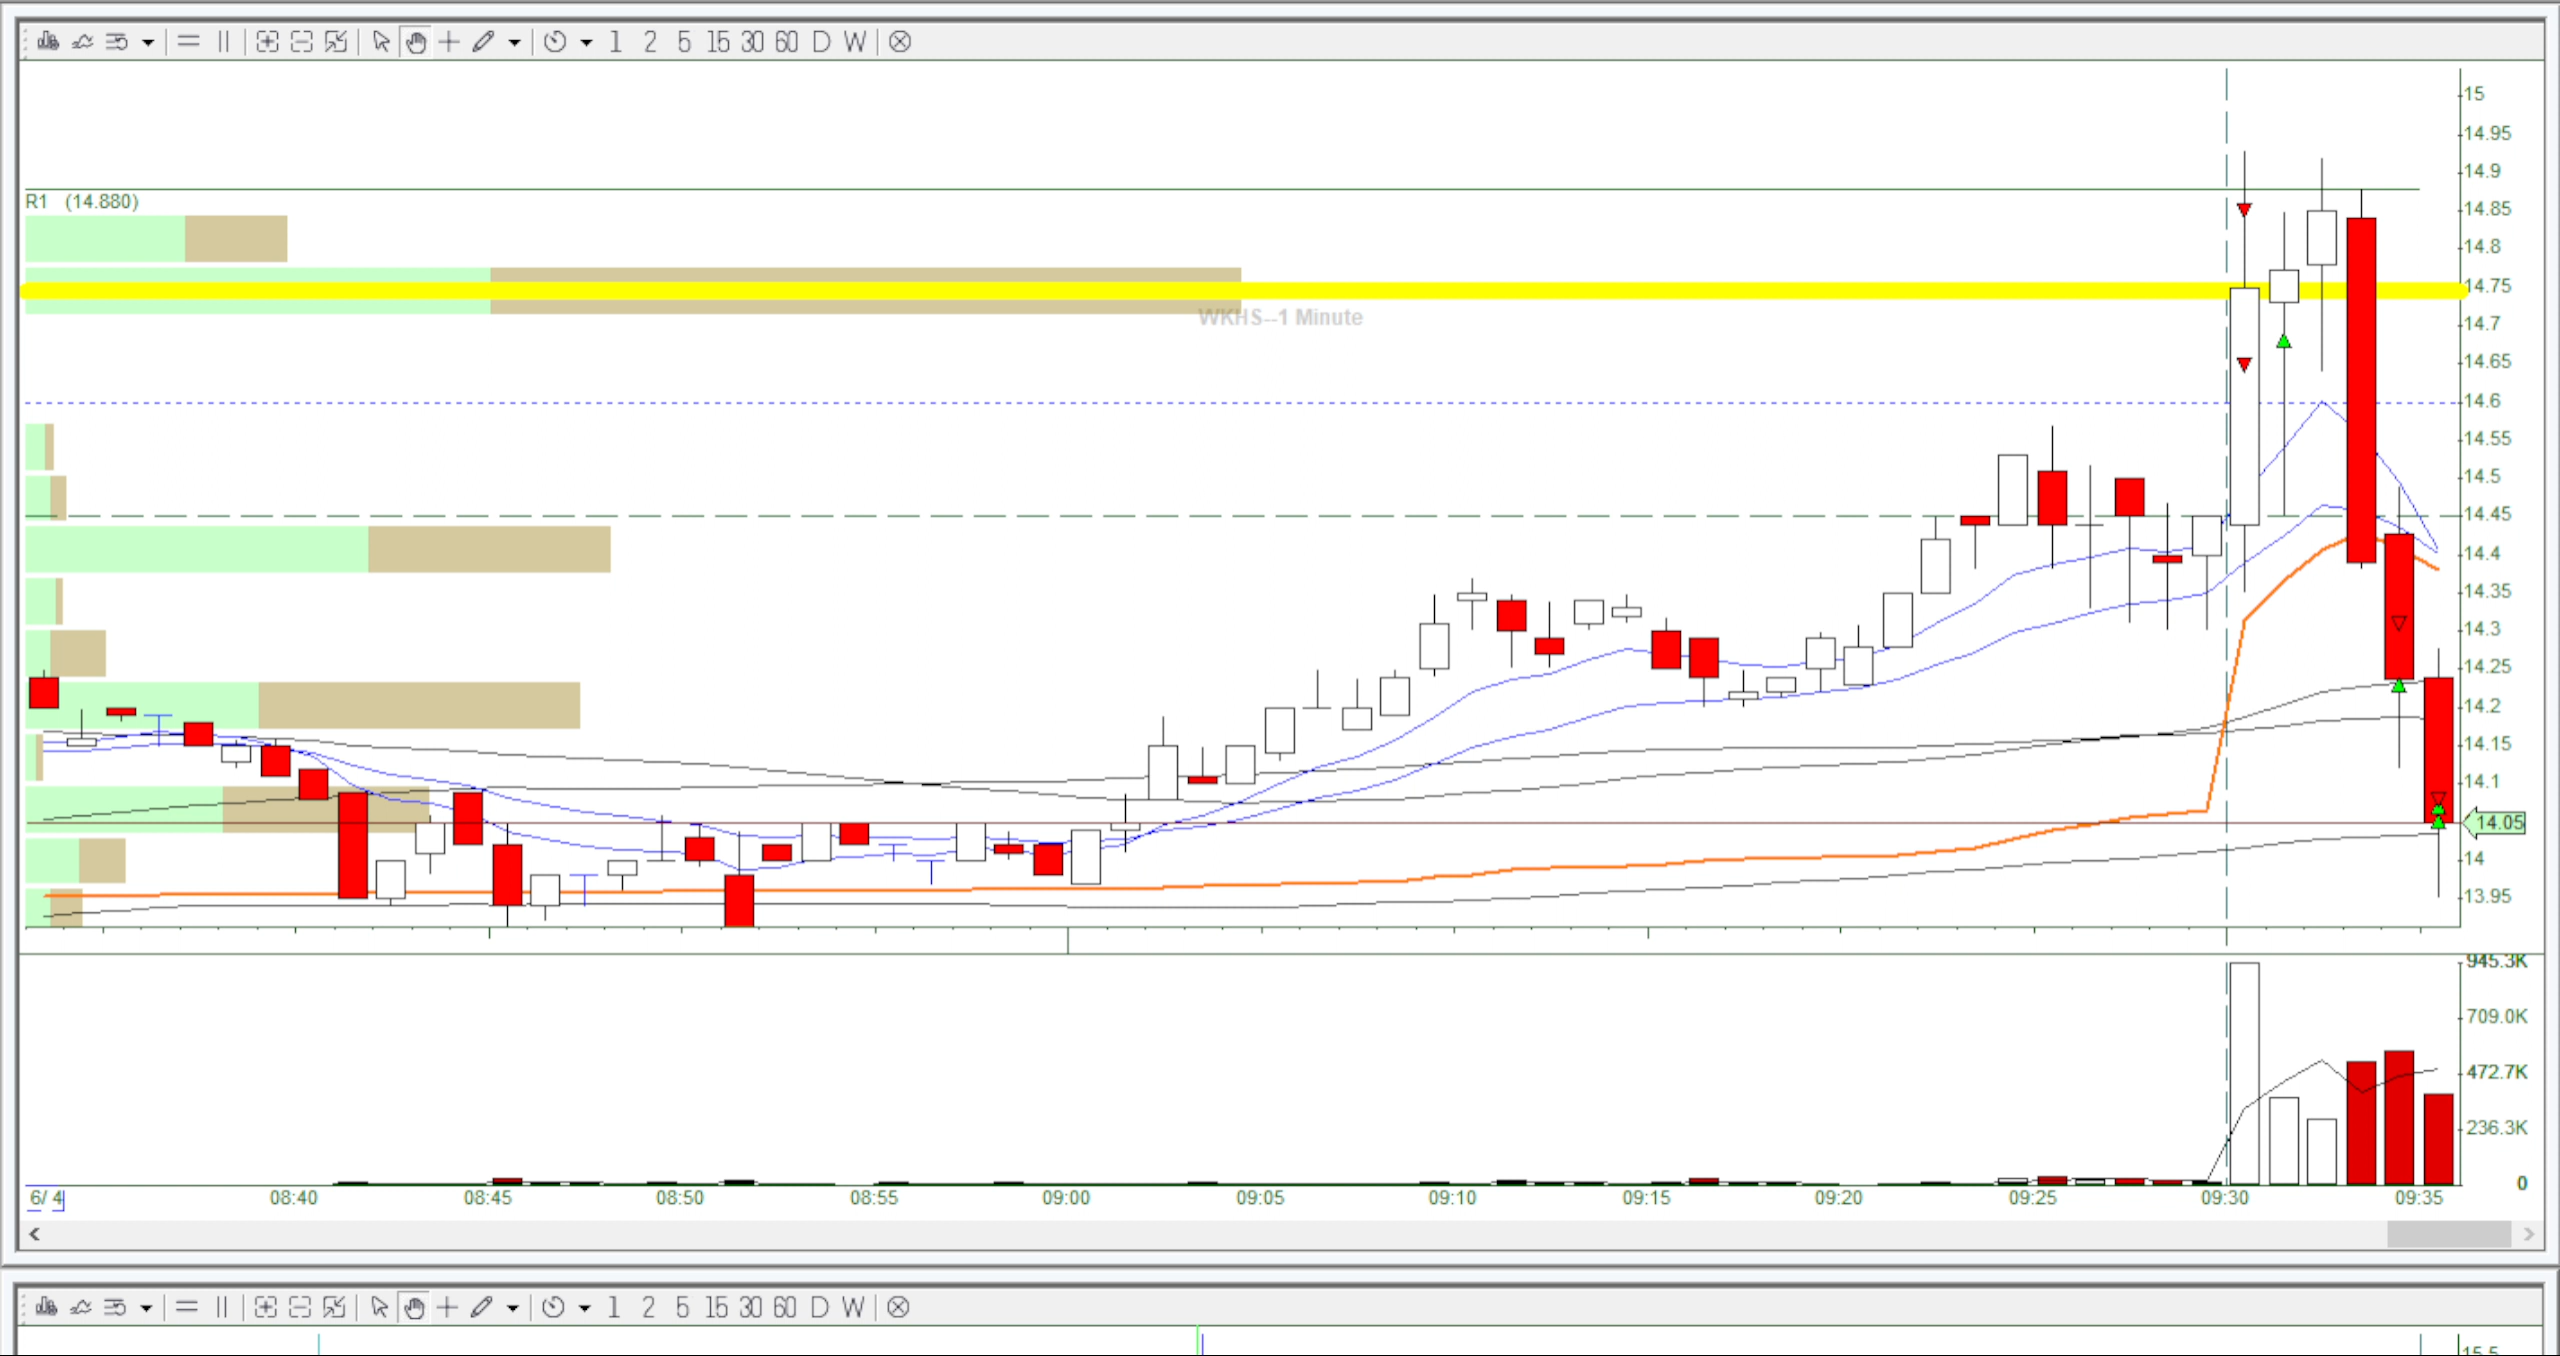 1 2 5 15 30 60 D W
15
14.95
14.9
R1 (14.880)
14.85
14.8
14.75
WKHS--1 Minute
14.7
14.65
14.6
14.55
14.5
14.45
14.4
14.35
14.3
14.25
14.2
14.15
14.1
14.05
14
13.95
945.3K
709.0K
472.7K
236.3K
0
6/ 4 08:40 08:45 08:50 08:55 09:00 09:05 09:10 09:15 09:20 09:25 09:30 09:35
1 2 5 15 30 60 D W
15.5